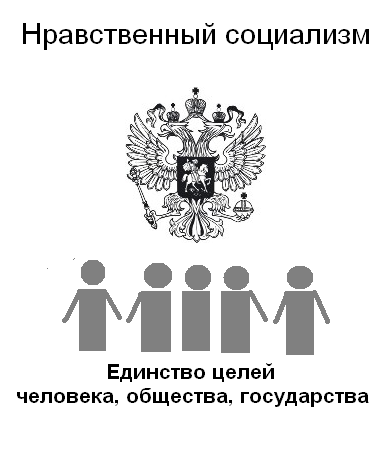 Нравственный социализм
Единство целей
человека, общества, государства